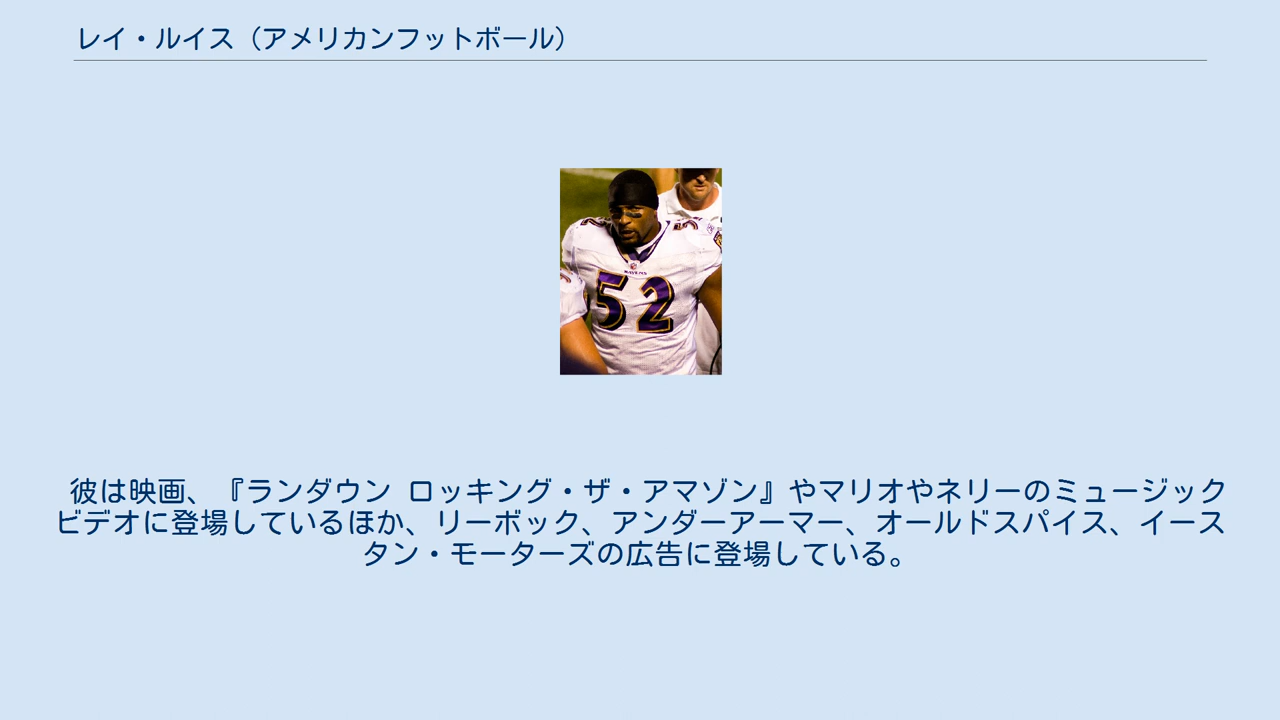 レイ・ルイス（アメリカンフットボール）
52
彼は映画、『ランダウン ロッキング・ザ・アマゾン』やマリオやネリーのミュージック
ビデオに登場しているほか、リーボック、アンダーアーマー、オールドスパイス、イース
タン・モーターズの広告に登場している。